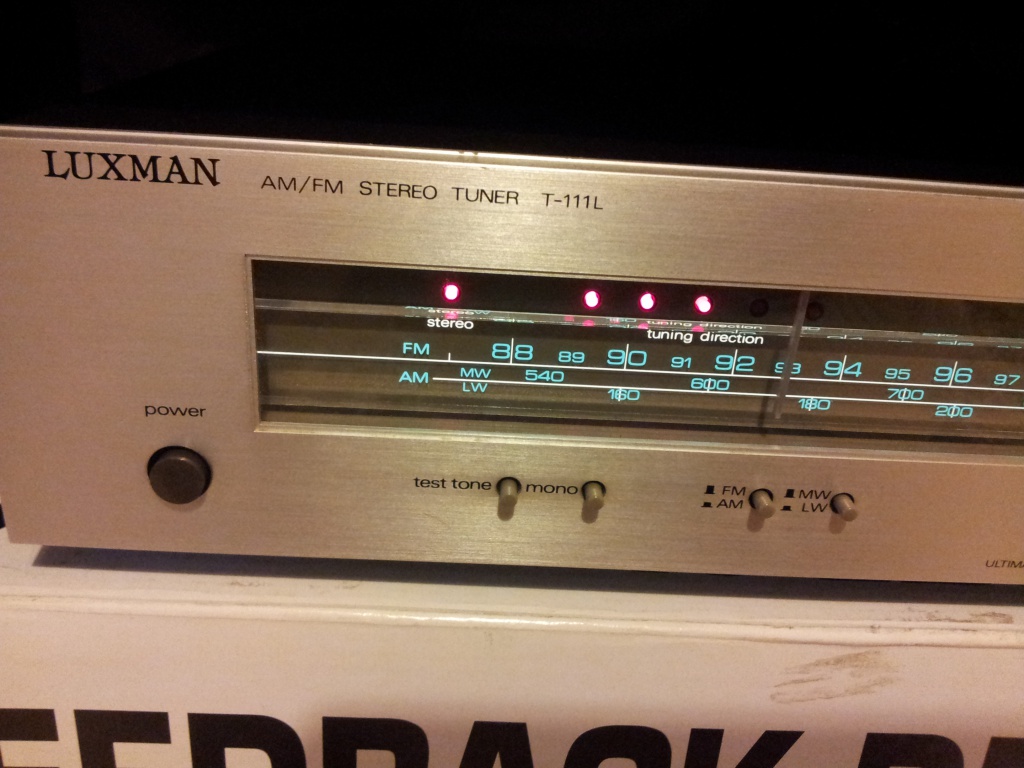 LUXMAN AM/FM STEREO TUNER T-111L
stereo
tuning direction
FM 88 89 90 91 92 93 94 95 96 97
AM MW 540 600 700
LW 160 180 200
power
test tone mono FM MW
AM LW